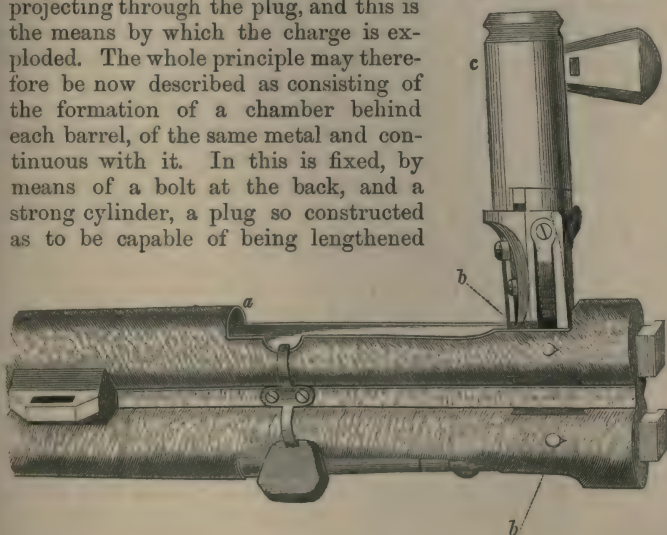 projecting through the plug, and this is
the means by which the charge is ex-
ploded. The whole principle may there-
fore be now described as consisting of
the formation of a chamber behind
each barrel, of the same metal and con-
tinuous with it. In this is fixed, by
means of a bolt at the back, and a
strong cylinder, a plug so constructed
as to be capable of being lengthened
c
b
a
b